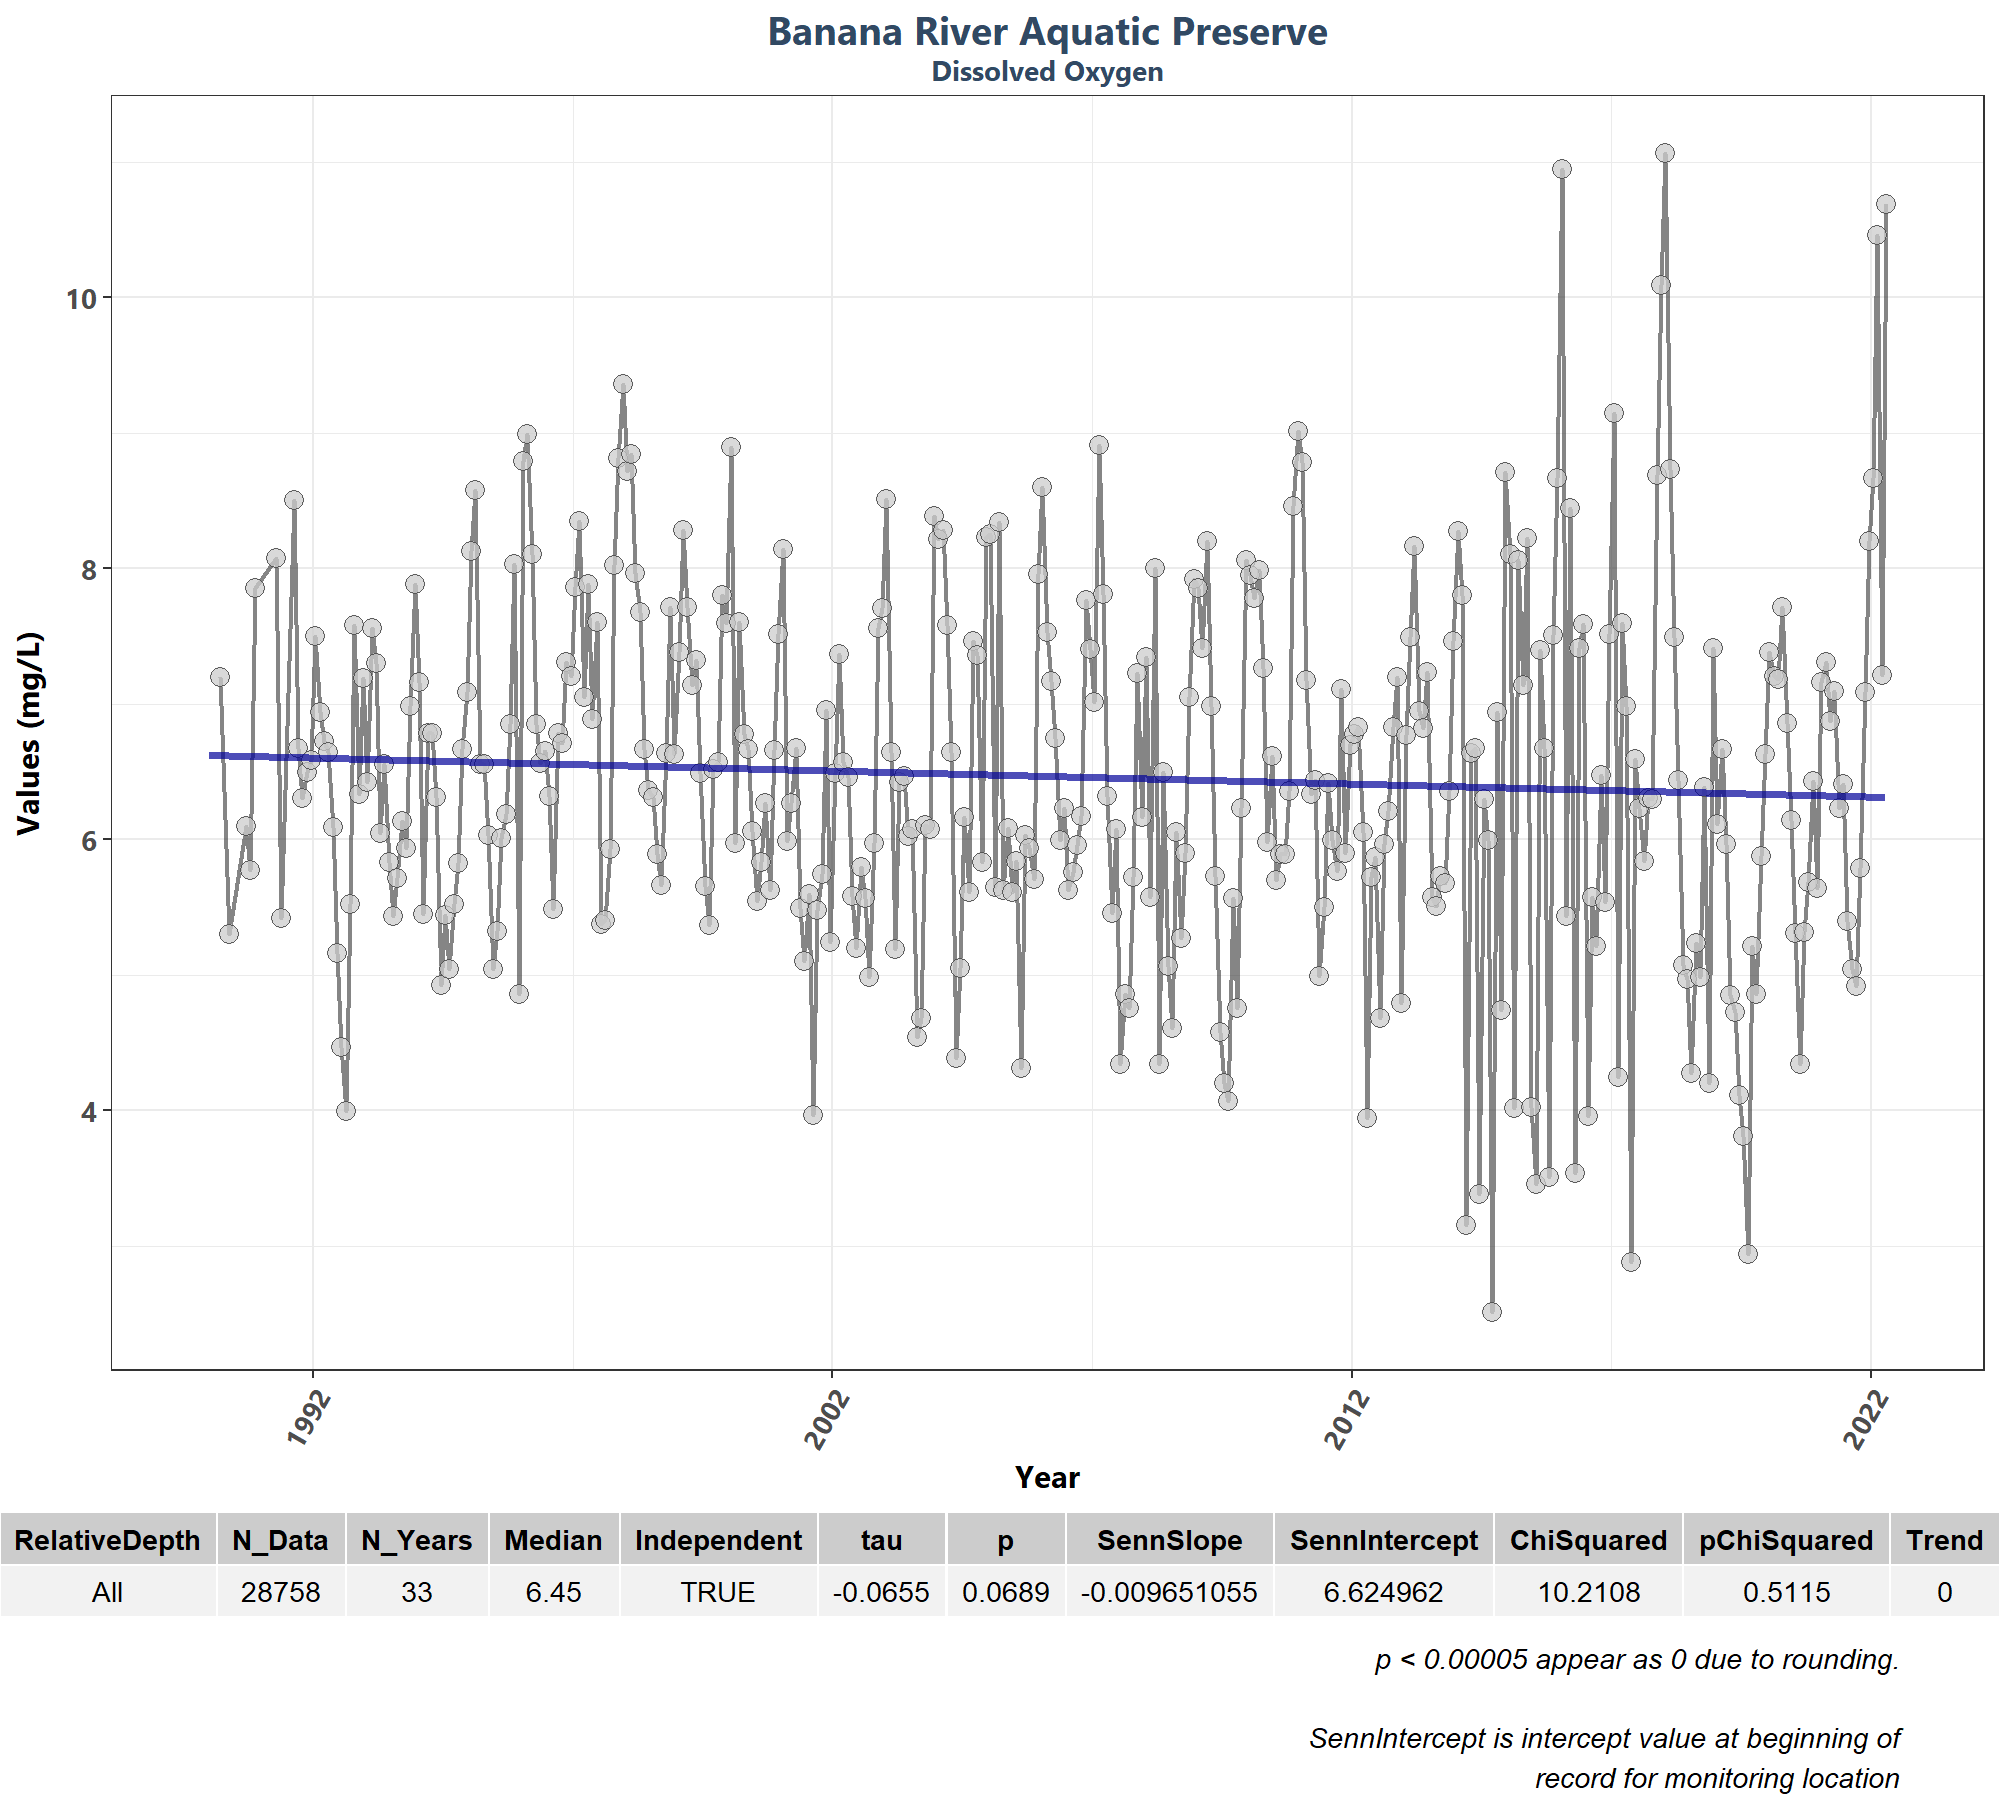 Banana River Aquatic Preserve
Dissolved Oxygen
Values (mg/L)
10
8
6
4
1992 2002 2012 2022
Year
RelativeDepth N_Data N_Years Median Independent tau p SennSlope SennIntercept ChiSquared pChiSquared Trend
All 28758 33 6.45 TRUE -0.0655 0.0689 -0.009651055 6.624962 10.2108 0.5115 0
p < 0.00005 appear as 0 due to rounding.
SennIntercept is intercept value at beginning of
record for monitoring location